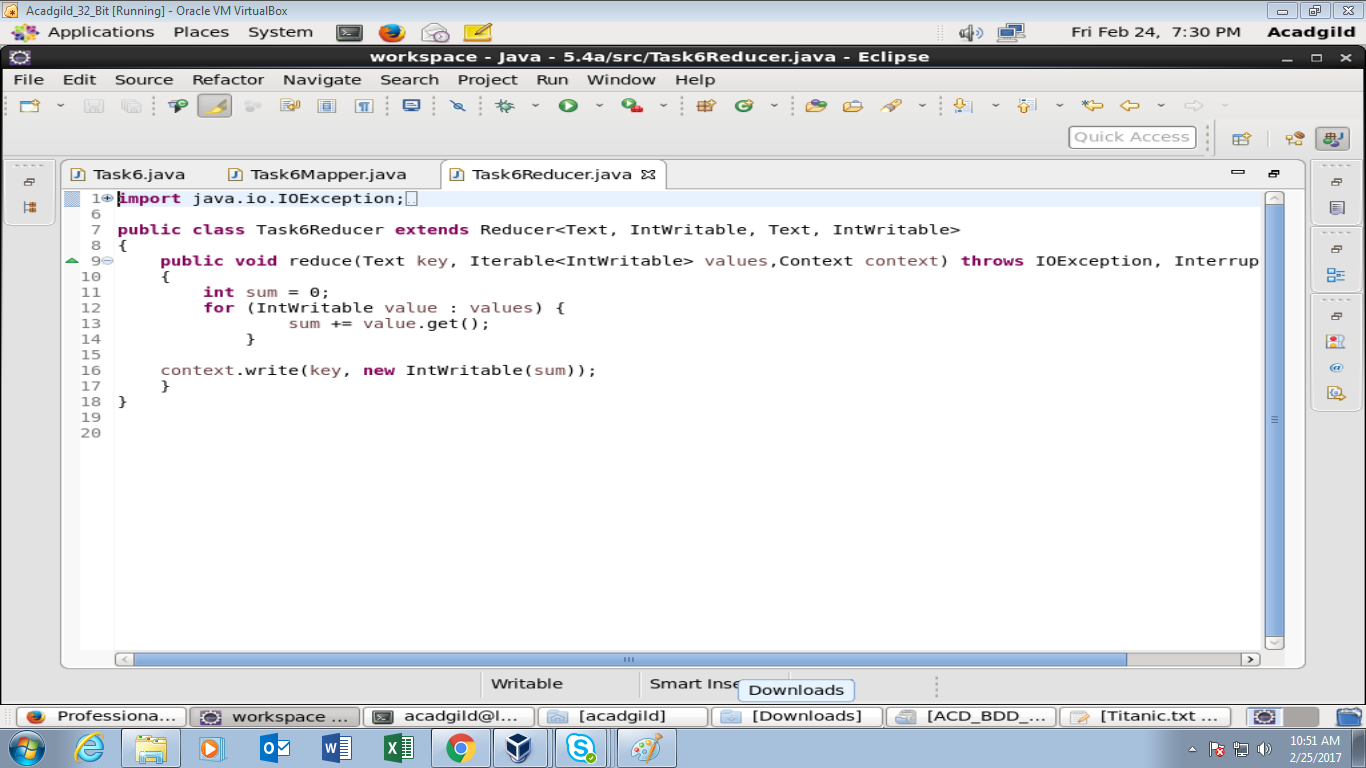 Acadgild_32_Bit [Running] - Oracle VM VirtualBox
Applications Places System Fri Feb 24, 7:30 PM Acadgild
workspace - Java - 5.4a/src/Task6Reducer.java - Eclipse
File Edit Source Refactor Navigate Search Project Run Window Help
Quick Access
Task6.java Task6Mapper.java Task6Reducer.java
1 import java.io.IOException;
6
7 public class Task6Reducer extends Reducer<Text, IntWritable, Text, IntWritable>
8 {
9 public void reduce(Text key, Iterable<IntWritable> values,Context context) throws IOException, Interrup
10 {
11 int sum = 0;
12 for (IntWritable value : values) {
13 sum += value.get();
14 }
15
16 context.write(key, new IntWritable(sum));
17 }
18 }
19
20
Writable Smart Inse
Downloads
Professiona... workspace ... acadgild@l... [acadgild] [Downloads] [ACD_BDD_... [Titanic.txt ...
10:51 AM
2/25/2017